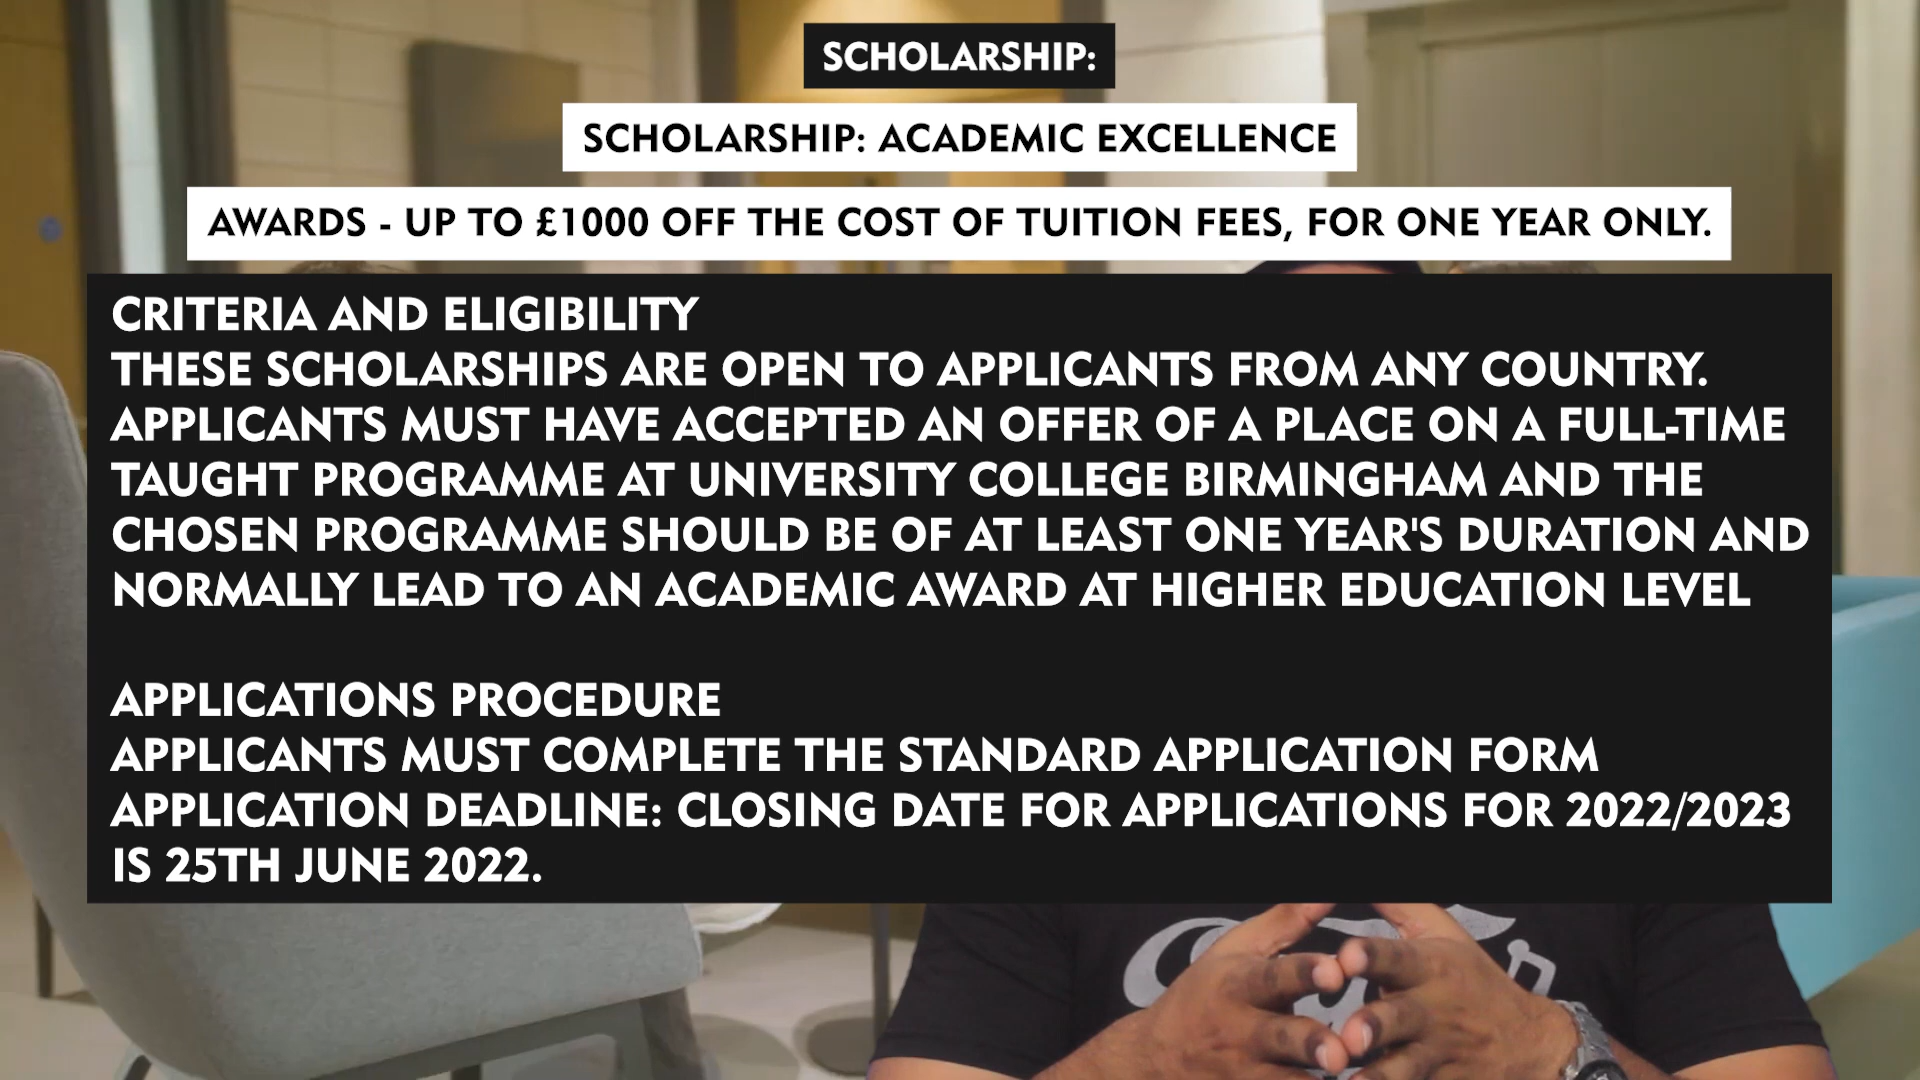 SCHOLARSHIP:
SCHOLARSHIP: ACADEMIC EXCELLENCE
AWARDS - UP TO £1000 OFF THE COST OF TUITION FEES, FOR ONE YEAR ONLY.
CRITERIA AND ELIGIBILITY
THESE SCHOLARSHIPS ARE OPEN TO APPLICANTS FROM ANY COUNTRY.
APPLICANTS MUST HAVE ACCEPTED AN OFFER OF A PLACE ON A FULL-TIME
TAUGHT PROGRAMME AT UNIVERSITY COLLEGE BIRMINGHAM AND THE
CHOSEN PROGRAMME SHOULD BE OF AT LEAST ONE YEAR'S DURATION AND
NORMALLY LEAD TO AN ACADEMIC AWARD AT HIGHER EDUCATION LEVEL
APPLICATIONS PROCEDURE
APPLICANTS MUST COMPLETE THE STANDARD APPLICATION FORM
APPLICATION DEADLINE: CLOSING DATE FOR APPLICATIONS FOR 2022/2023
IS 25TH JUNE 2022.